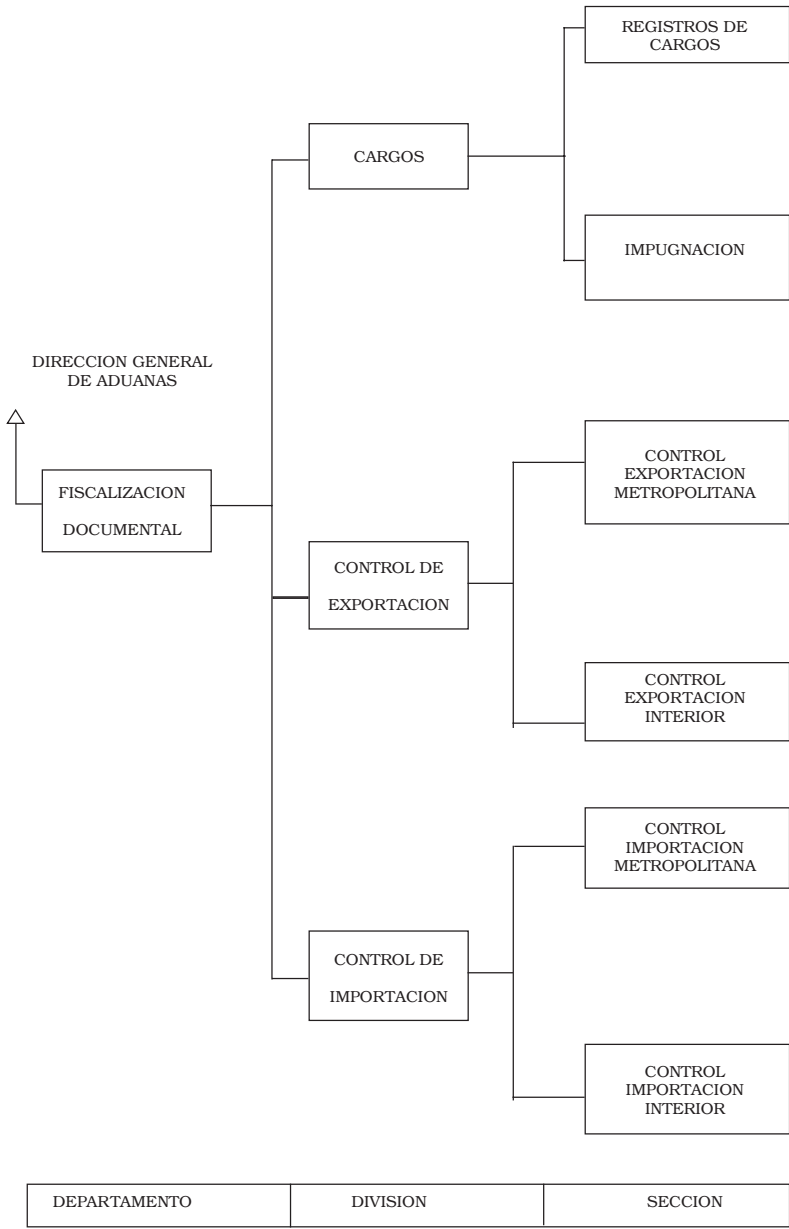 REGISTROS DE
CARGOS
CARGOS
IMPUGNACION
DIRECCION GENERAL
DE ADUANAS
FISCALIZACION
DOCUMENTAL
CONTROL
EXPORTACION
METROPOLITANA
CONTROL DE
EXPORTACION
CONTROL
EXPORTACION
INTERIOR
CONTROL
IMPORTACION
METROPOLITANA
CONTROL DE
IMPORTACION
CONTROL
IMPORTACION
INTERIOR
DEPARTAMENTO DIVISION SECCION